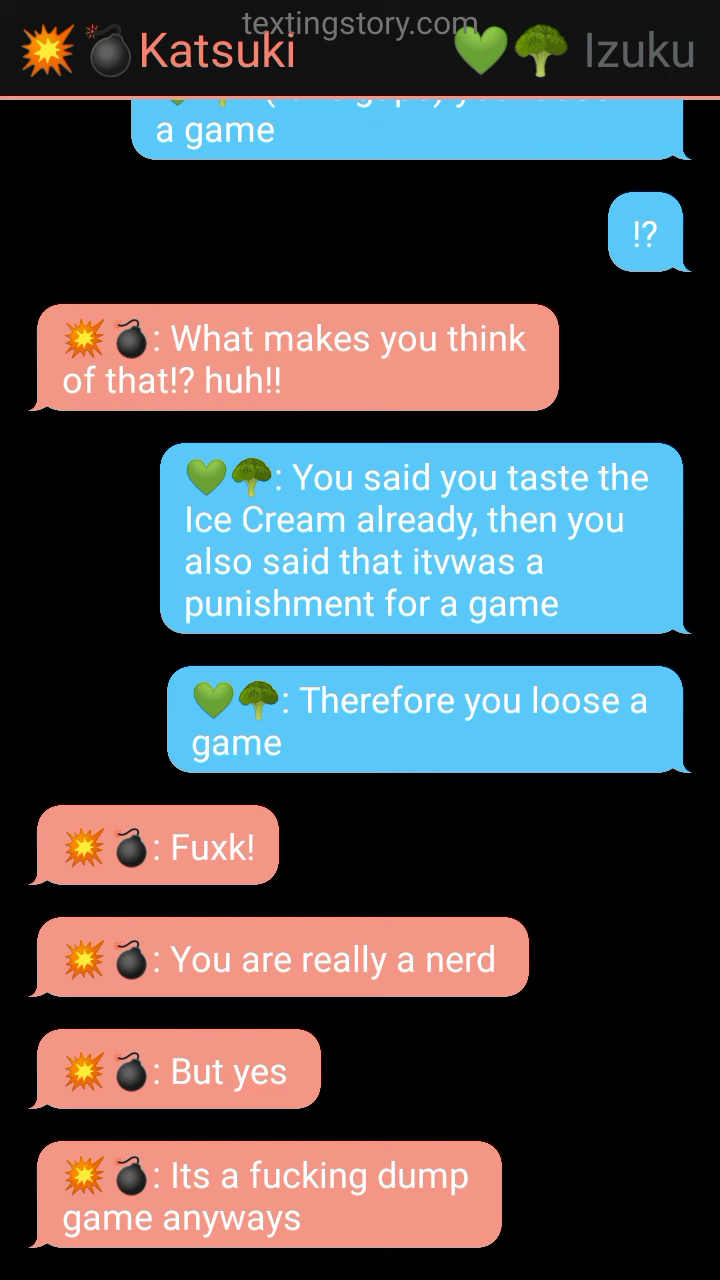 textingstory.com
💥💣Katsuki
💚🥦 Izuku
a game
!?
💥💣: What makes you think
of that!? huh!!
💚🥦: You said you taste the
Ice Cream already, then you
also said that itvwas a
punishment for a game
💚🥦: Therefore you loose a
game
💥💣: Fuxk!
💥💣: You are really a nerd
💥💣: But yes
💥💣: Its a fucking dump
game anyways